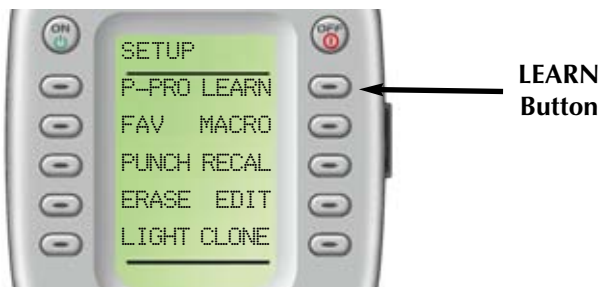 ON
OFF
SETUP
P-PRO LEARN
FAV MACRO
PUNCH RECAL
ERASE EDIT
LIGHT CLONE
LEARN
Button